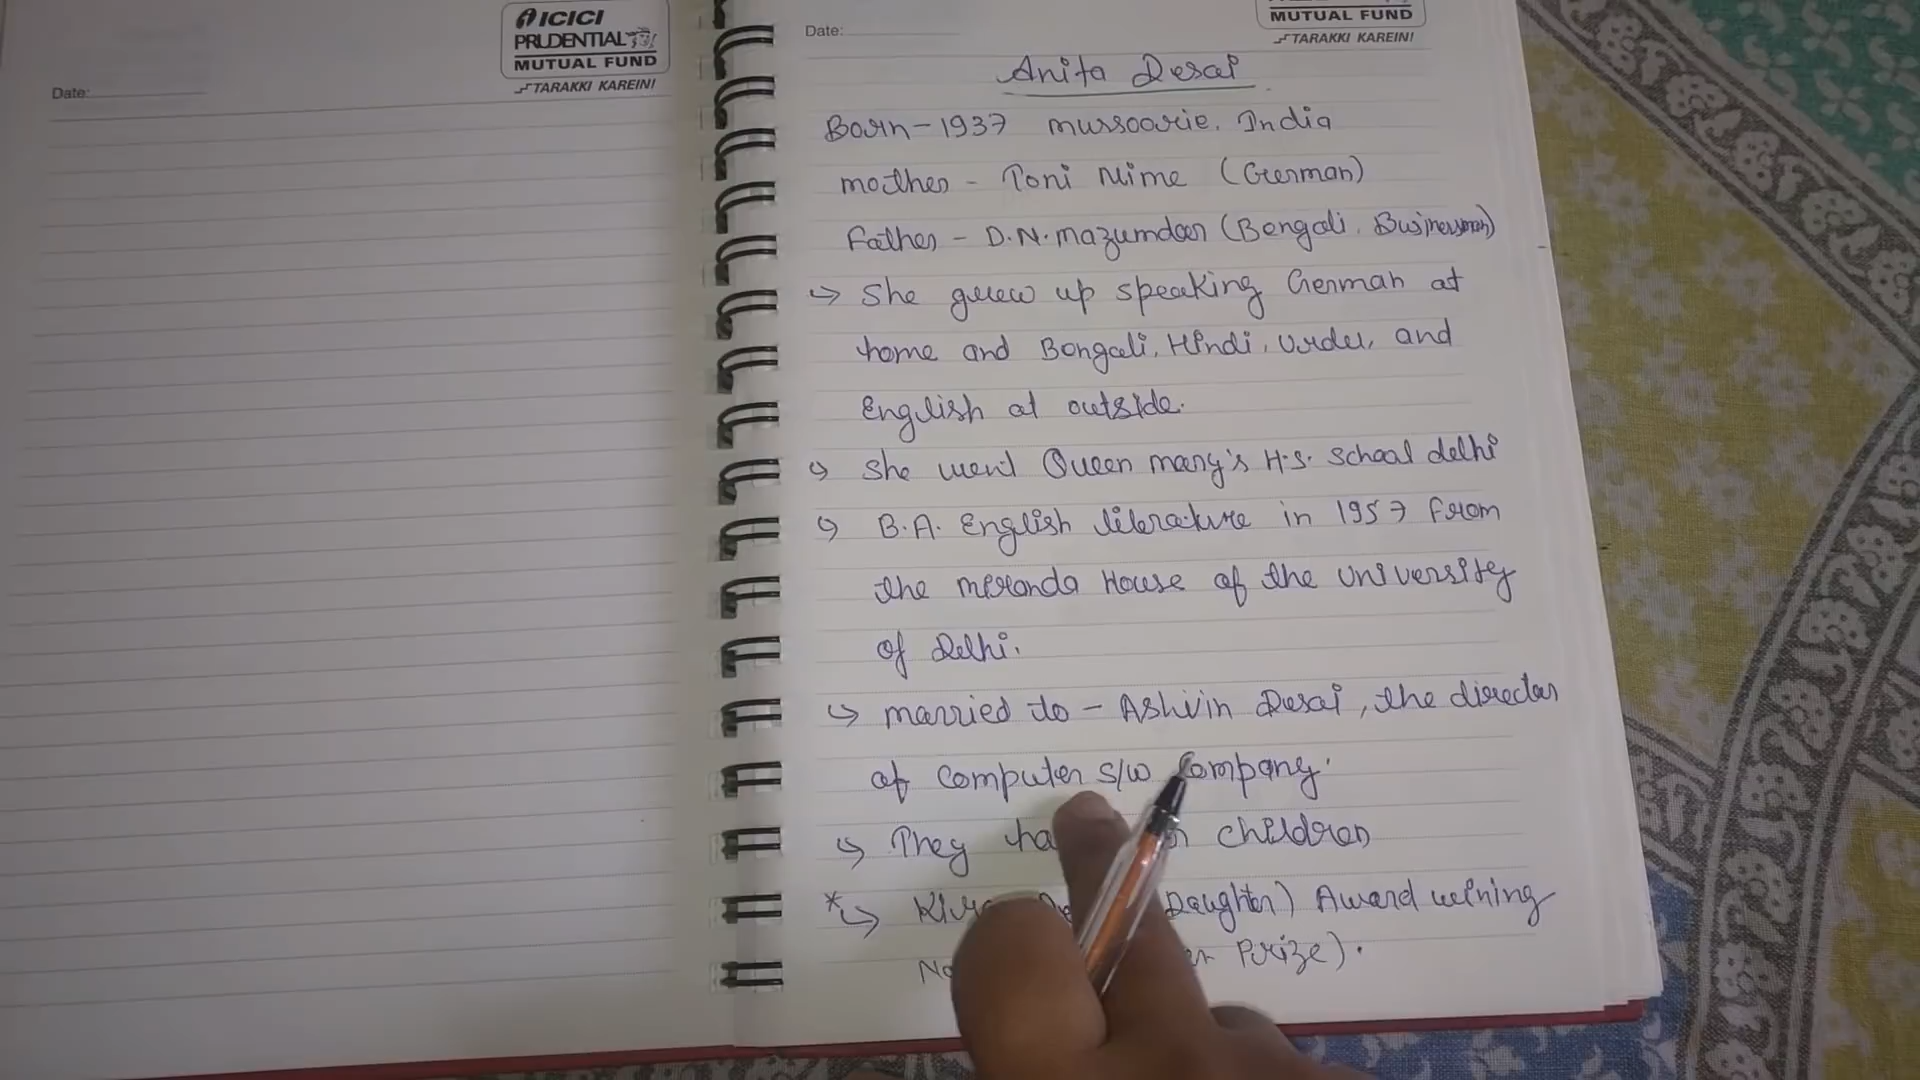 ICICI
PRUDENTIAL
MUTUAL FUND
TARAKKI KAREIN!
Date:
MUTUAL FUND
TARAKKI KAREIN!
Date:
Anita Desai
Born - 1937 mussoorie, India
mother - Toni Nime (German)
Father - D.N. mazumdar (Bengali, Businessman)
↪ She grew up speaking German at
home and Bengali, Hindi, Urdu, and
English at outside.
↪ She went Queen mary's H.S. School delhi
↪ B.A. English literature in 1957 from
the miranda House of the University
of Delhi.
↪ married to - Ashvin Desai, the director
of computer s/w company.
↪ They children
*↪ Daughter) Award wining
Prize).